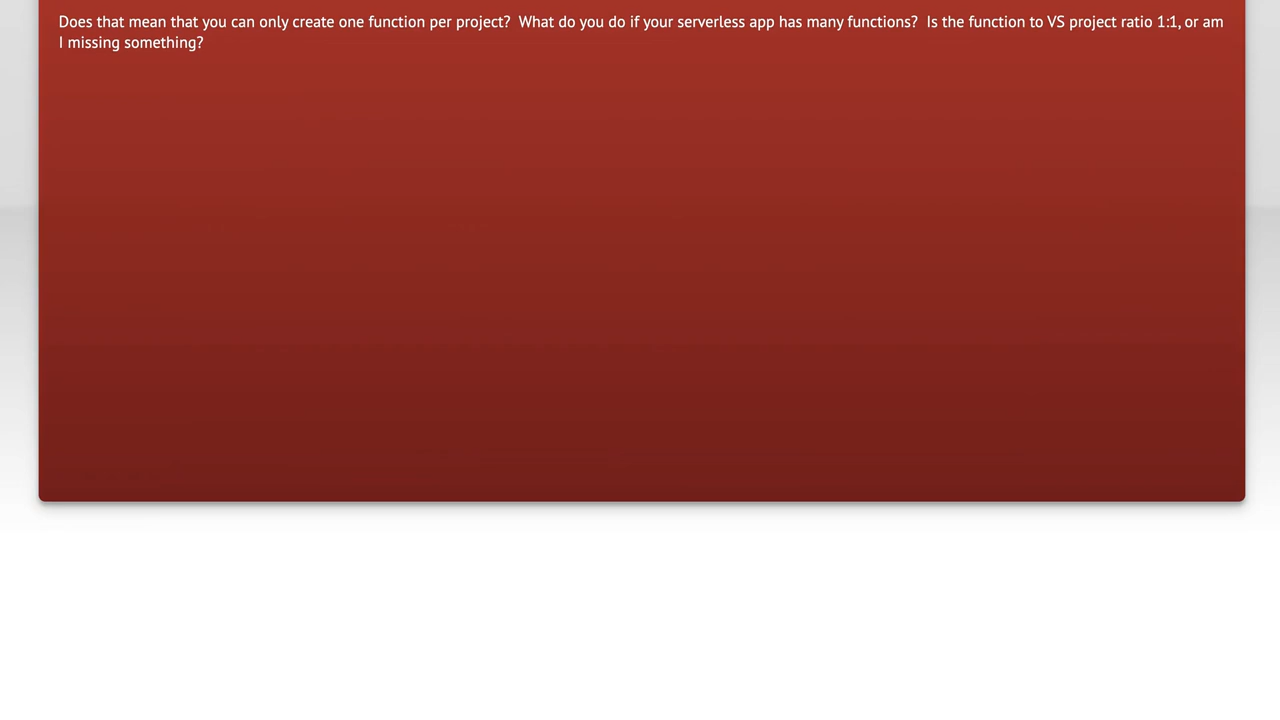 Does that mean that you can only create one function per project?  What do you do if your serverless app has many functions?  Is the function to VS project ratio 1:1, or am
I missing something?